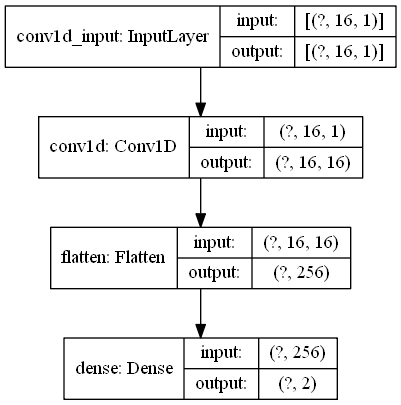 conv1d_input: InputLayer
input:
[(?, 16, 1)]
output:
[(?, 16, 1)]
conv1d: Conv1D
input:
(?, 16, 1)
output:
(?, 16, 16)
flatten: Flatten
input:
(?, 16, 16)
output:
(?, 256)
dense: Dense
input:
(?, 256)
output:
(?, 2)